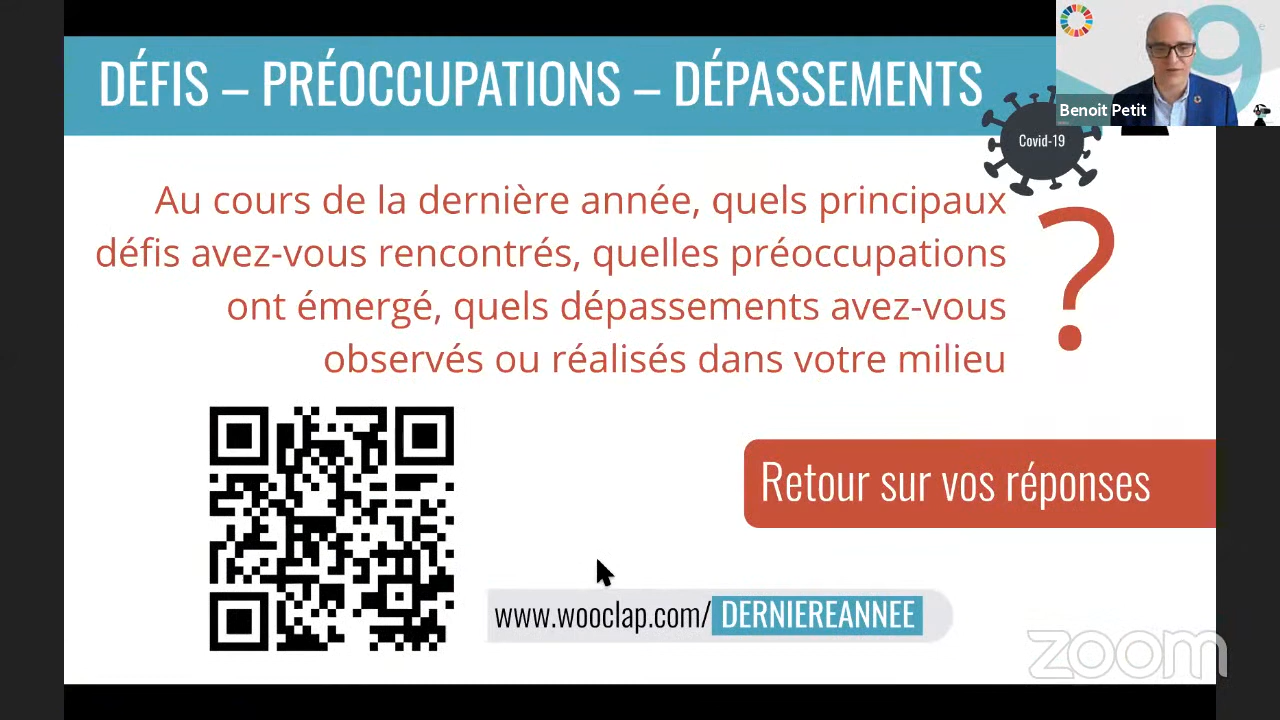 DÉFIS – PRÉOCCUPATIONS – DÉPASSEMENTS
Benoit Petit
Covid-19
Au cours de la dernière année, quels principaux
défis avez-vous rencontrés, quelles préoccupations
ont émergé, quels dépassements avez-vous
observés ou réalisés dans votre milieu
?
Retour sur vos réponses
www.wooclap.com/ DERNIEREANNEE
zoom